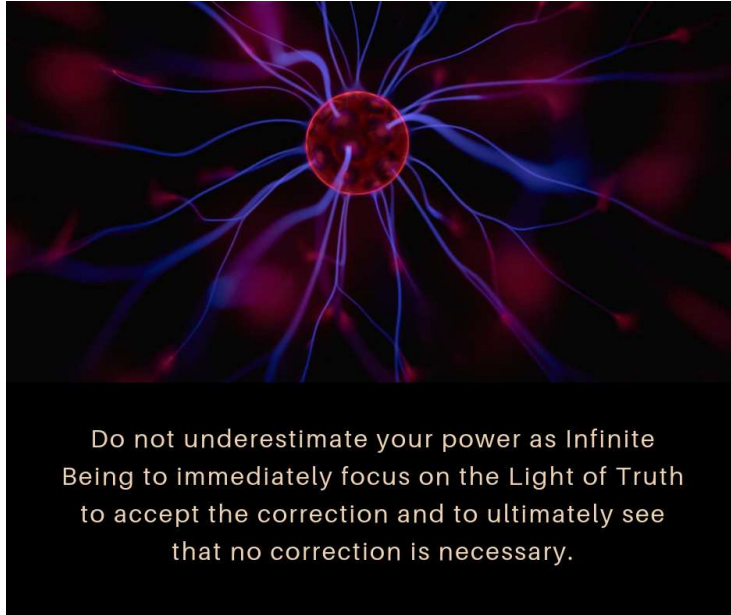 Do not underestimate your power as Infinite
Being to immediately focus on the Light of Truth
to accept the correction and to ultimately see
that no correction is necessary.